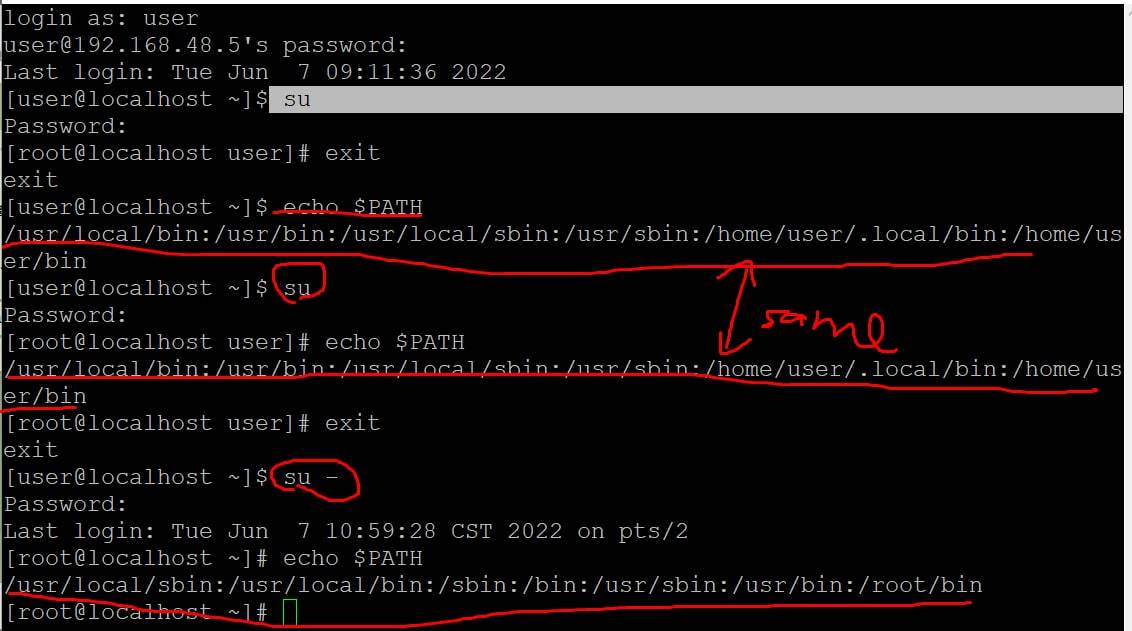 login as: user
user@192.168.48.5's password:
Last login: Tue Jun  7 09:11:36 2022
[user@localhost ~]$ su
Password:
[root@localhost user]# exit
exit
[user@localhost ~]$ echo $PATH
/usr/local/bin:/usr/bin:/usr/local/sbin:/usr/sbin:/home/user/.local/bin:/home/us
er/bin
[user@localhost ~]$ su
Password:
same
[root@localhost user]# echo $PATH
/usr/local/bin:/usr/bin:/usr/local/sbin:/usr/sbin:/home/user/.local/bin:/home/us
er/bin
[root@localhost user]# exit
exit
[user@localhost ~]$ su -
Password:
Last login: Tue Jun  7 10:59:28 CST 2022 on pts/2
[root@localhost ~]# echo $PATH
/usr/local/sbin:/usr/local/bin:/sbin:/bin:/usr/sbin:/usr/bin:/root/bin
[root@localhost ~]#